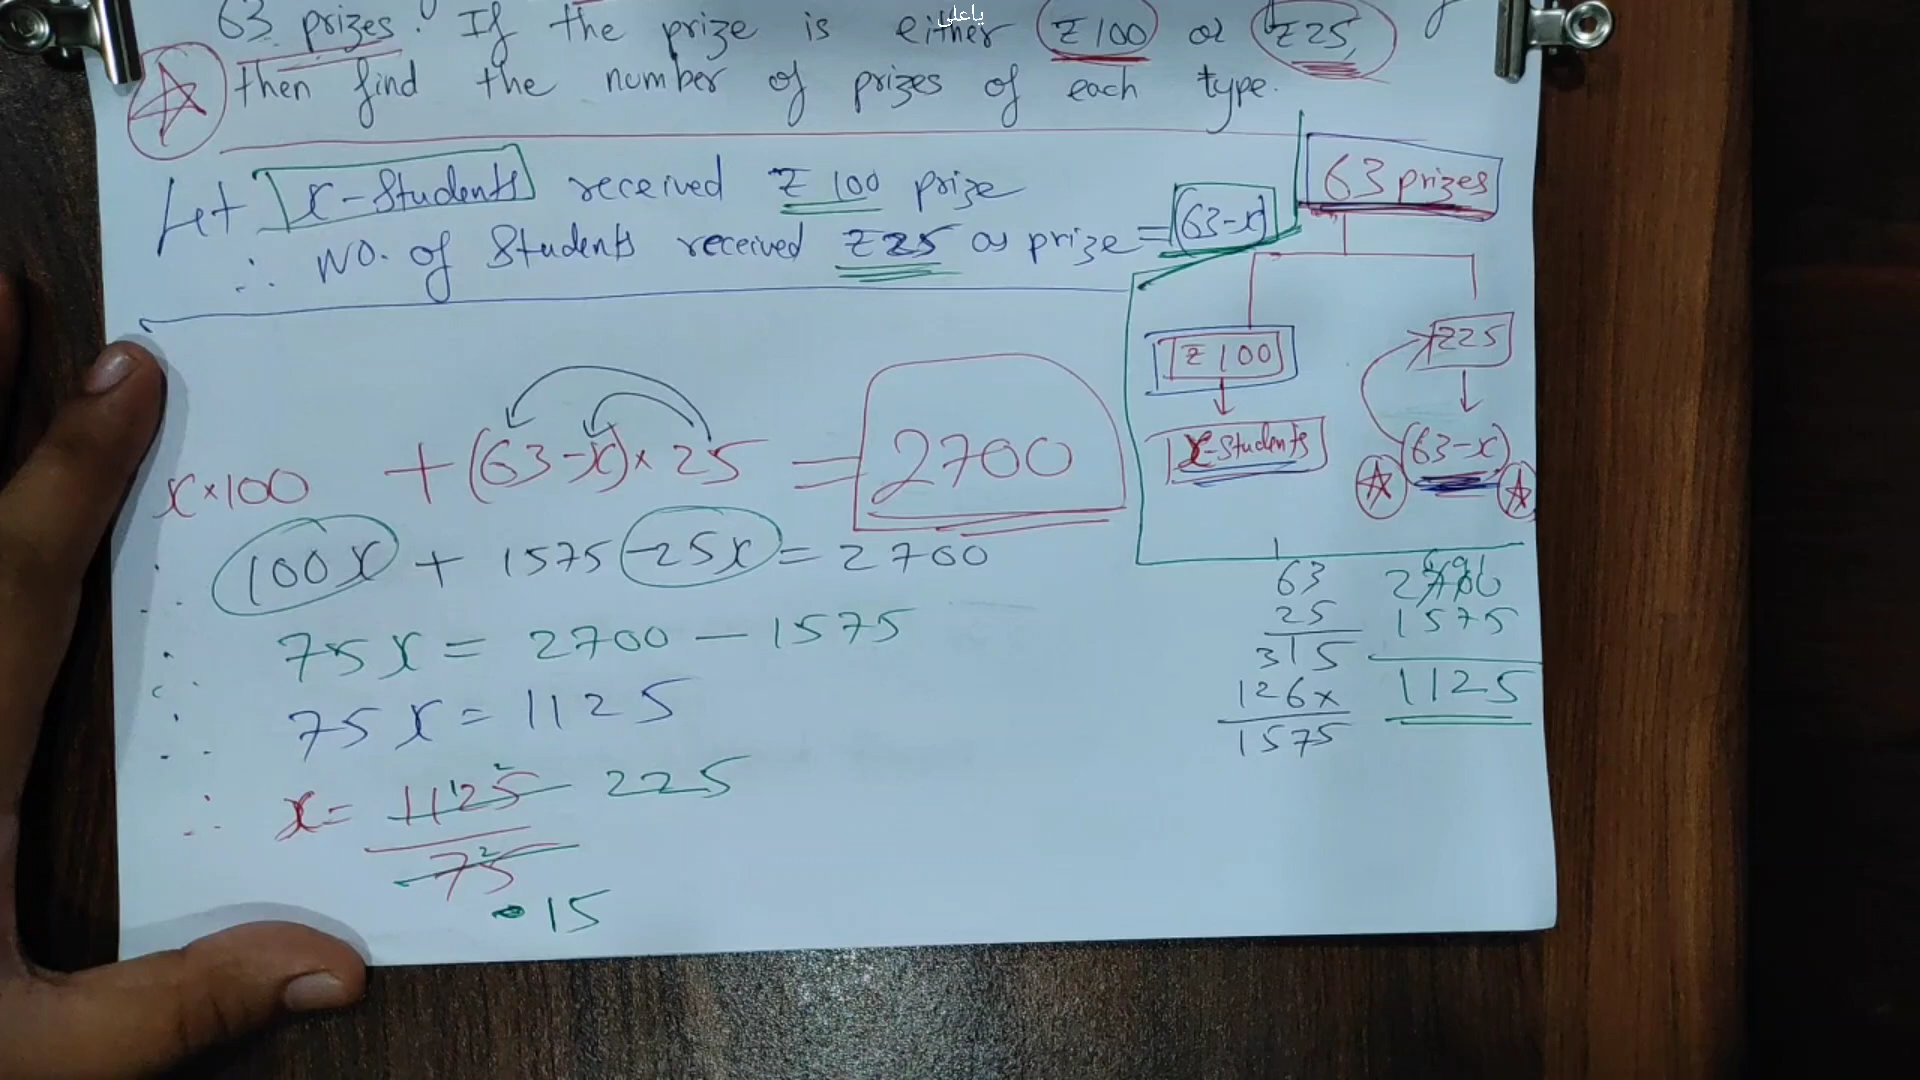 63 prizes. If the prize is either ₹100 or ₹25,
ياعلى
then find the number of prizes of each type.
Let x-Students received ₹100 prize
∴ NO. of Students received ₹25 as prize = (63-x)
63 prizes
₹100
₹25
x-Students
(63-x)
x×100 + (63-x)×25 = 2700
∴ 100x + 1575 -25x = 2700
∴ 75x = 2700 - 1575
∴ 75x = 1125
∴ x = 1125 225
75
15
63
25
315
126x
1575
2700
1575
1125